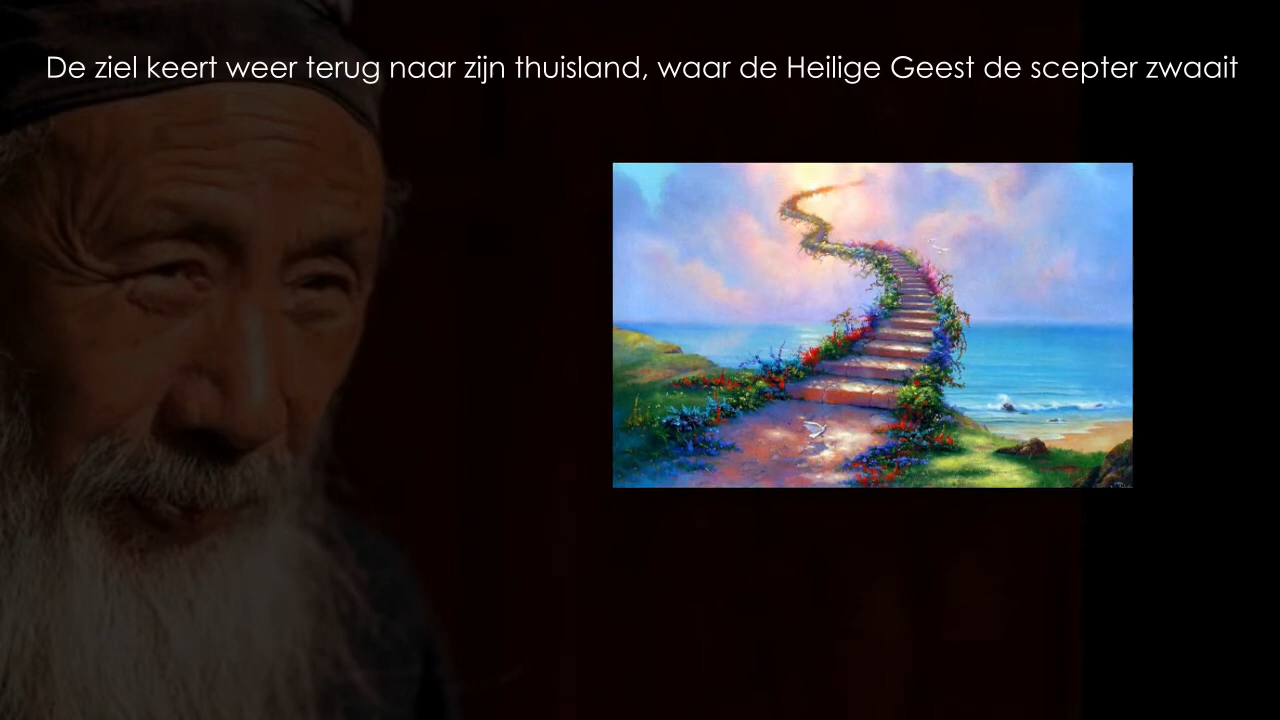 De ziel keert weer terug naar zijn thuisland, waar de Heilige Geest de scepter zwaait